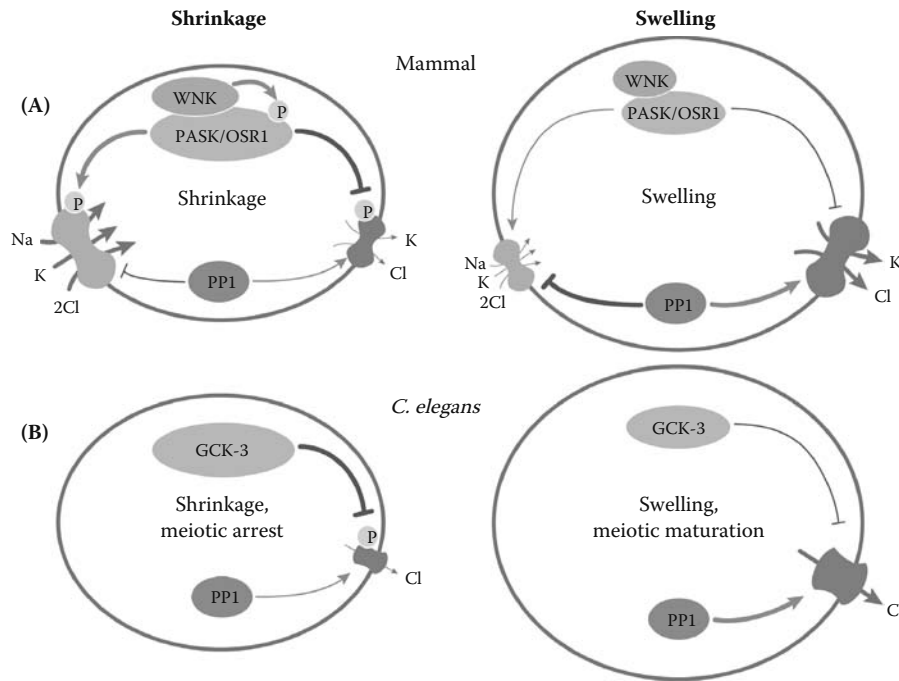 Shrinkage
Swelling
Mammal
(A)
WNK
P
PASK/OSR1
Shrinkage
P
P
Na
K
2Cl
PP1
K
Cl
WNK
PASK/OSR1
Swelling
Na
K
2Cl
PP1
K
Cl
C. elegans
(B)
GCK-3
Shrinkage,
meiotic arrest
P
Cl
PP1
GCK-3
Swelling,
meiotic maturation
PP1
C